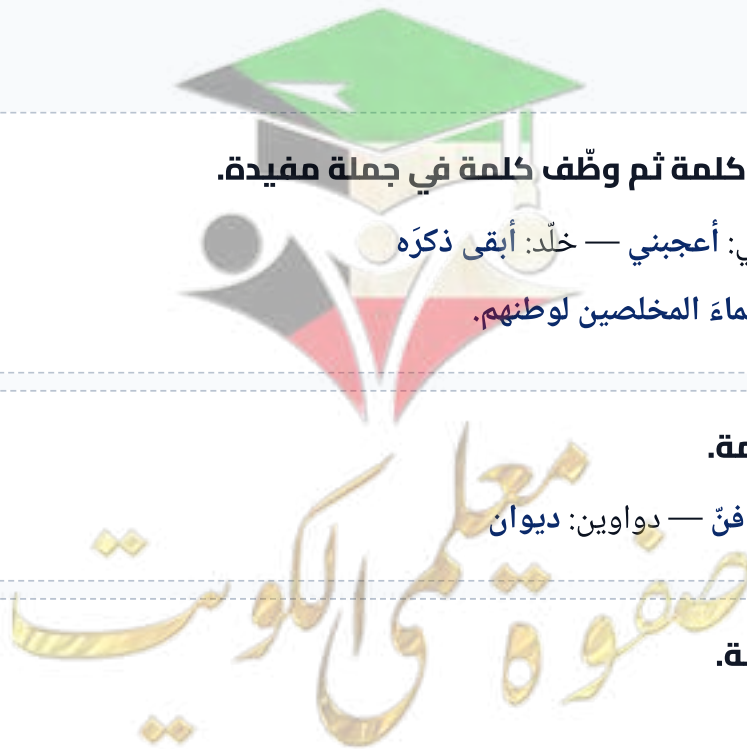 كلمة ثم وظّف كلمة في جملة مفيدة.
ي: أعجبني — خلّد: أبقى ذكرَه
ماءَ المخلصين لوطنهم.
مة.
فنّ — دواوين: ديوان
ة.
صفوة معلمى الكويت